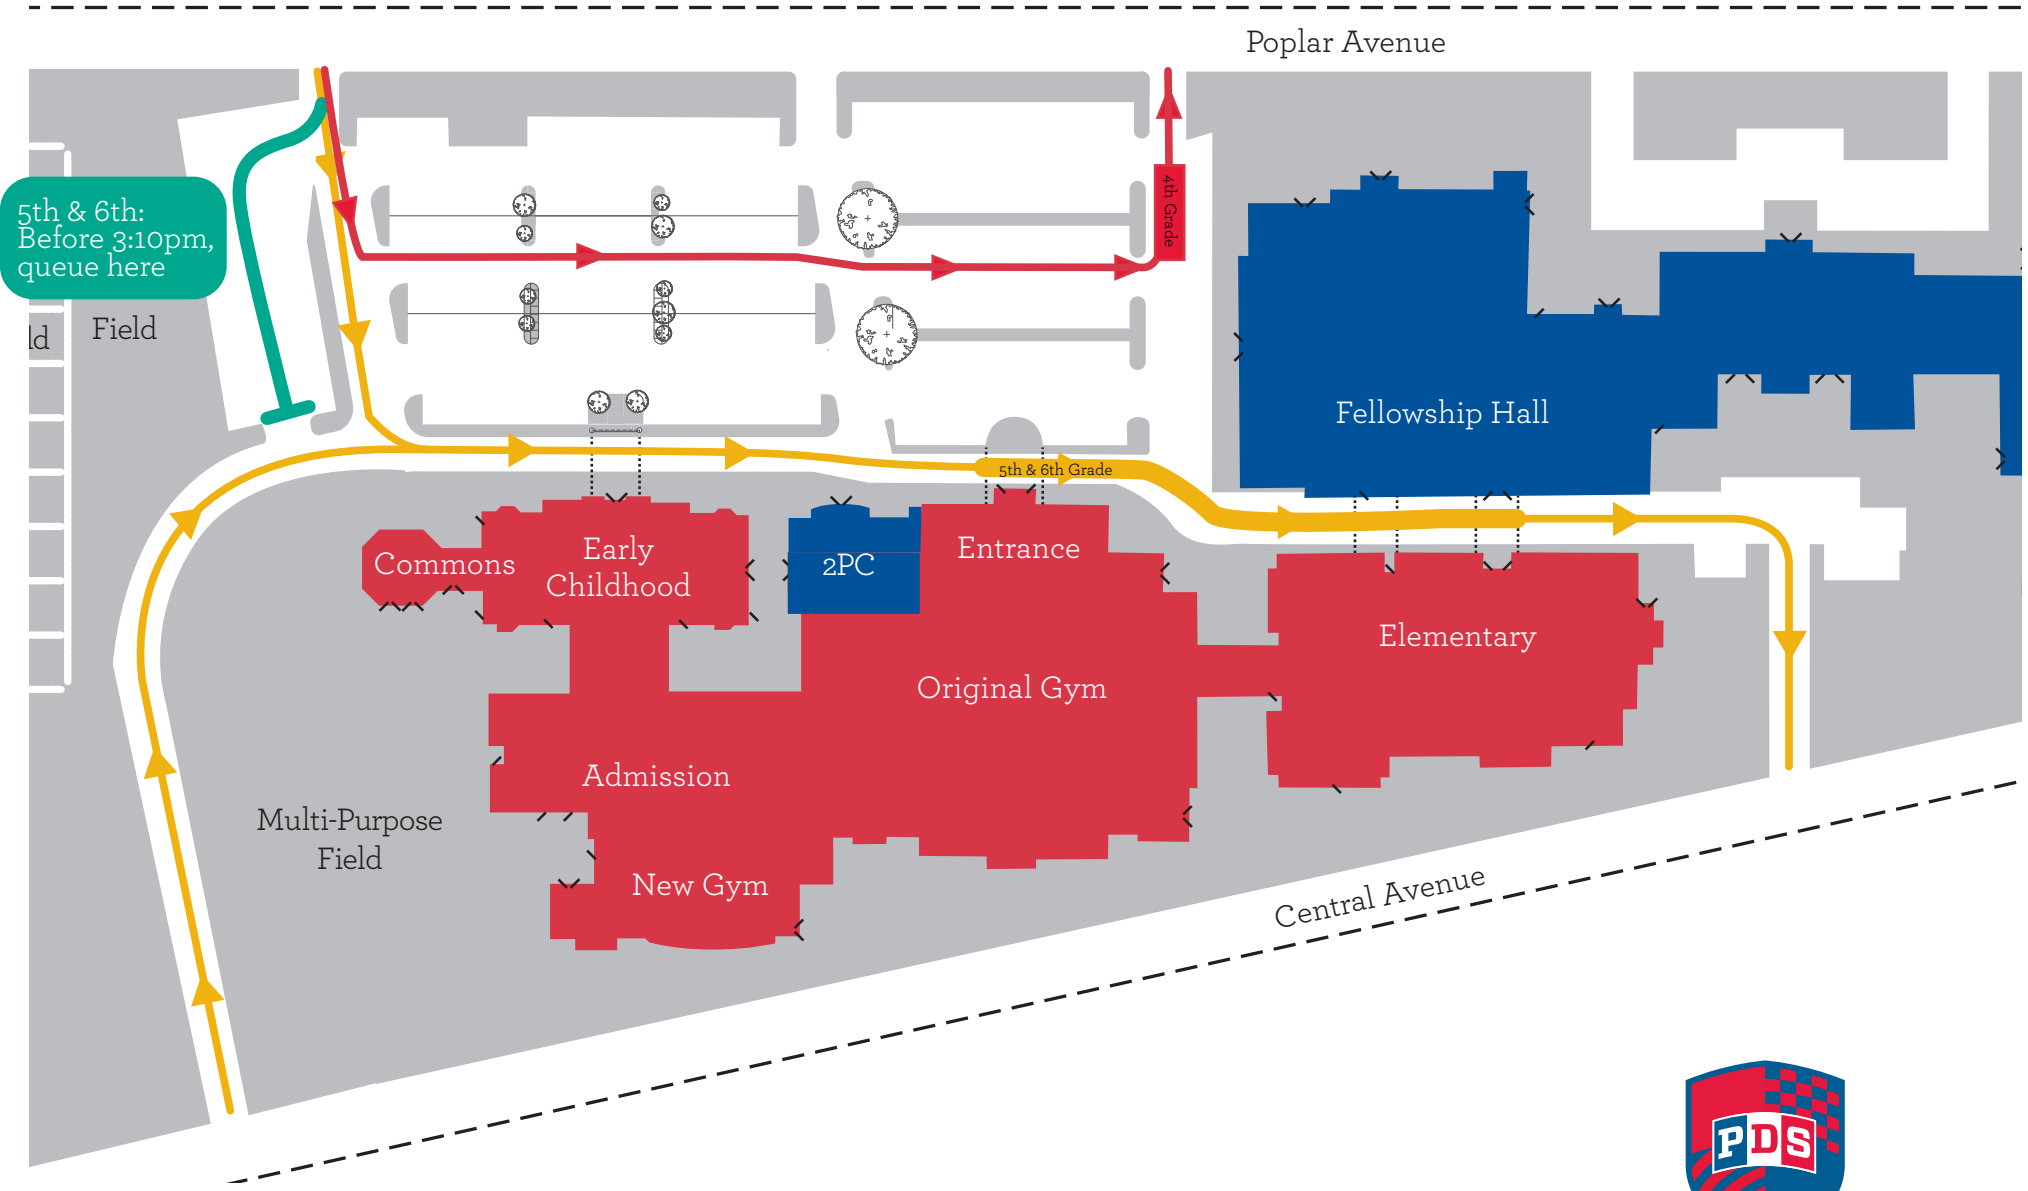 Poplar Avenue
4th Grade
5th & 6th:
Before 3:10pm,
queue here
ld
Field
Fellowship Hall
5th & 6th Grade
Commons
Early
Childhood
2PC
Entrance
Elementary
Original Gym
Admission
Multi-Purpose
Field
New Gym
Central Avenue
PDS